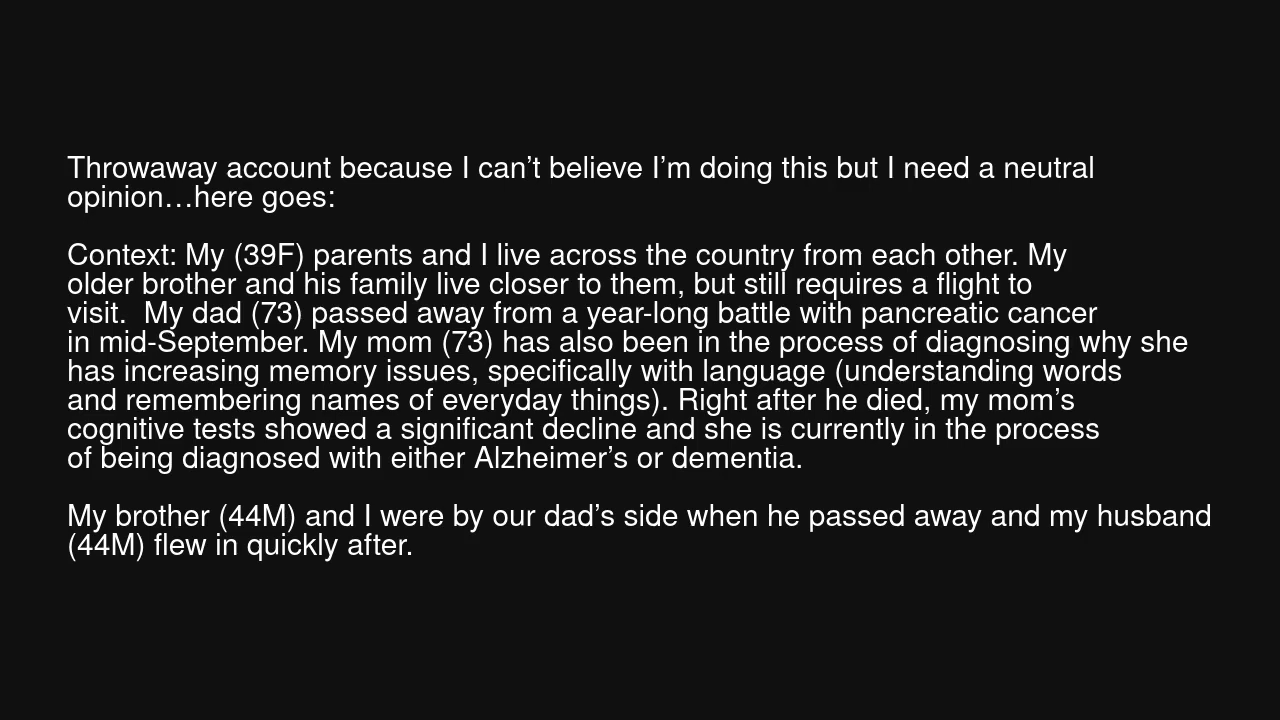 Throwaway account because I can’t believe I’m doing this but I need a neutral
opinion…here goes:
Context: My (39F) parents and I live across the country from each other. My
older brother and his family live closer to them, but still requires a flight to
visit.  My dad (73) passed away from a year-long battle with pancreatic cancer
in mid-September. My mom (73) has also been in the process of diagnosing why she
has increasing memory issues, specifically with language (understanding words
and remembering names of everyday things). Right after he died, my mom’s
cognitive tests showed a significant decline and she is currently in the process
of being diagnosed with either Alzheimer’s or dementia.
My brother (44M) and I were by our dad’s side when he passed away and my husband
(44M) flew in quickly after.